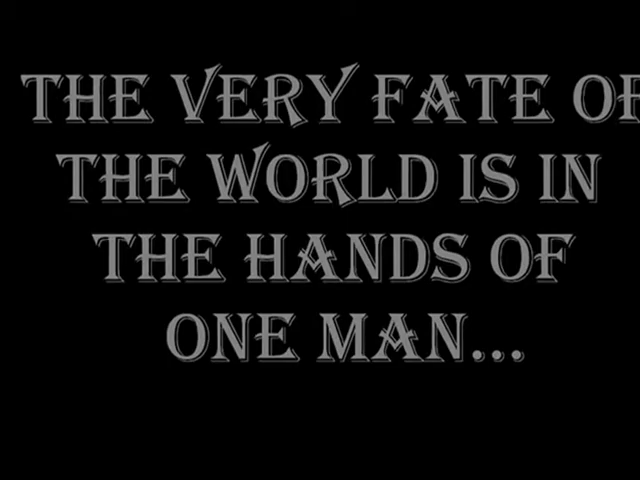 THE VERY FATE OF
THE WORLD IS IN
THE HANDS OF
ONE MAN...